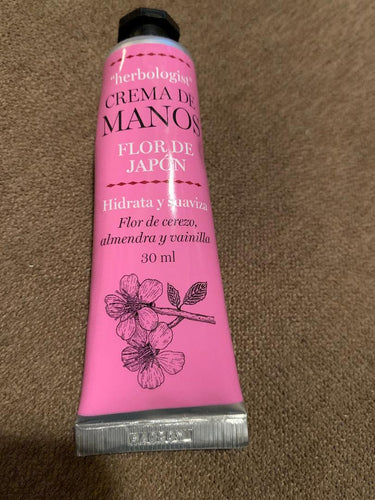 "herbologist"
CREMA DE
MANOS
FLOR DE
JAPÓN
Hidrata y suaviza
Flor de cerezo,
almendra y vainilla
30 ml